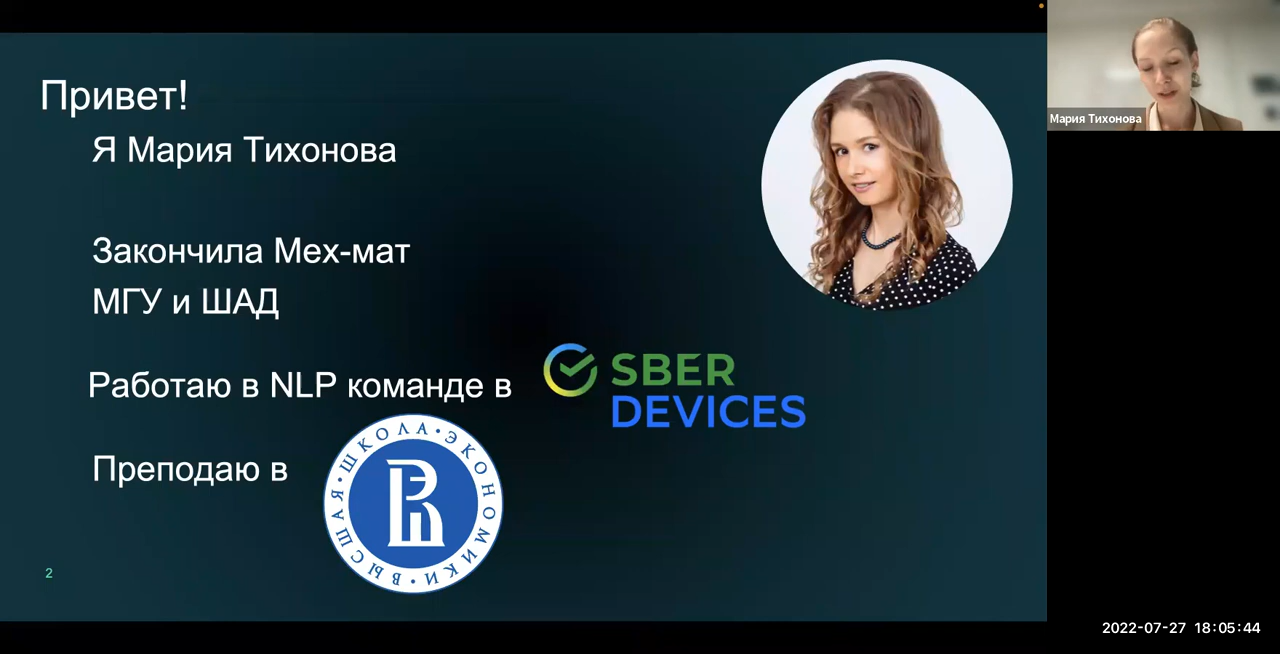 Привет!
Я Мария Тихонова
Закончила Мех-мат
МГУ и ШАД
Работаю в NLP команде в
SBER
DEVICES
Преподаю в
ВЫСШАЯ • ШКОЛА • ЭКОНОМИКИ •
2
Мария Тихонова
2022-07-27 18:05:44